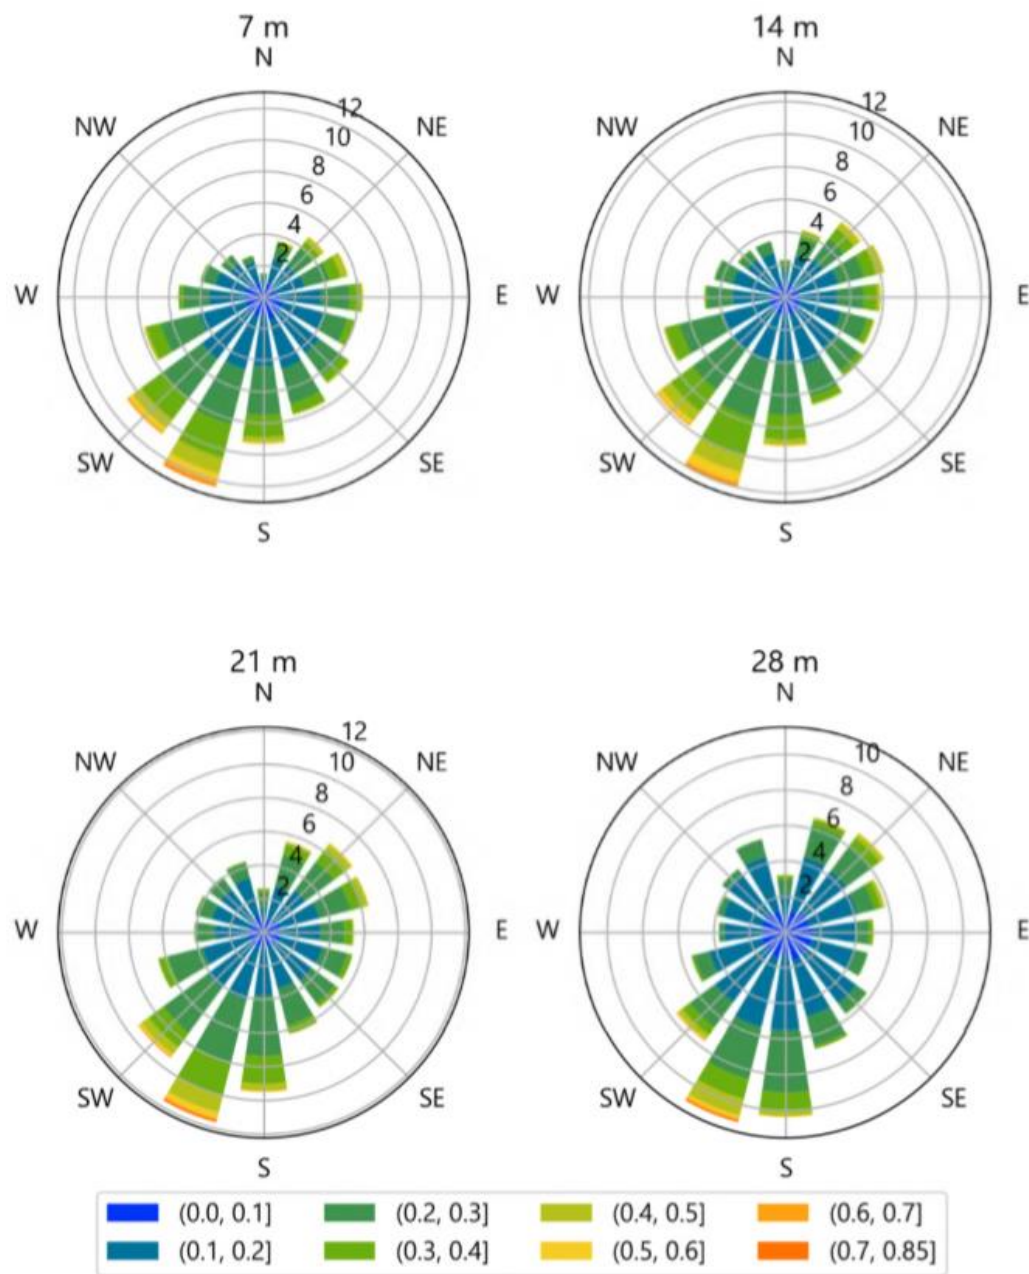 7 m
N
NW
NE
12
10
8
6
4
2
W
E
SW
SE
S
14 m
N
NW
NE
12
10
8
6
4
2
W
E
SW
SE
S
21 m
N
NW
NE
12
10
8
6
4
2
W
E
SW
SE
S
28 m
N
NW
NE
10
8
6
4
2
W
E
SW
SE
S
(0.0, 0.1] (0.2, 0.3] (0.4, 0.5] (0.6, 0.7]
(0.1, 0.2] (0.3, 0.4] (0.5, 0.6] (0.7, 0.85]